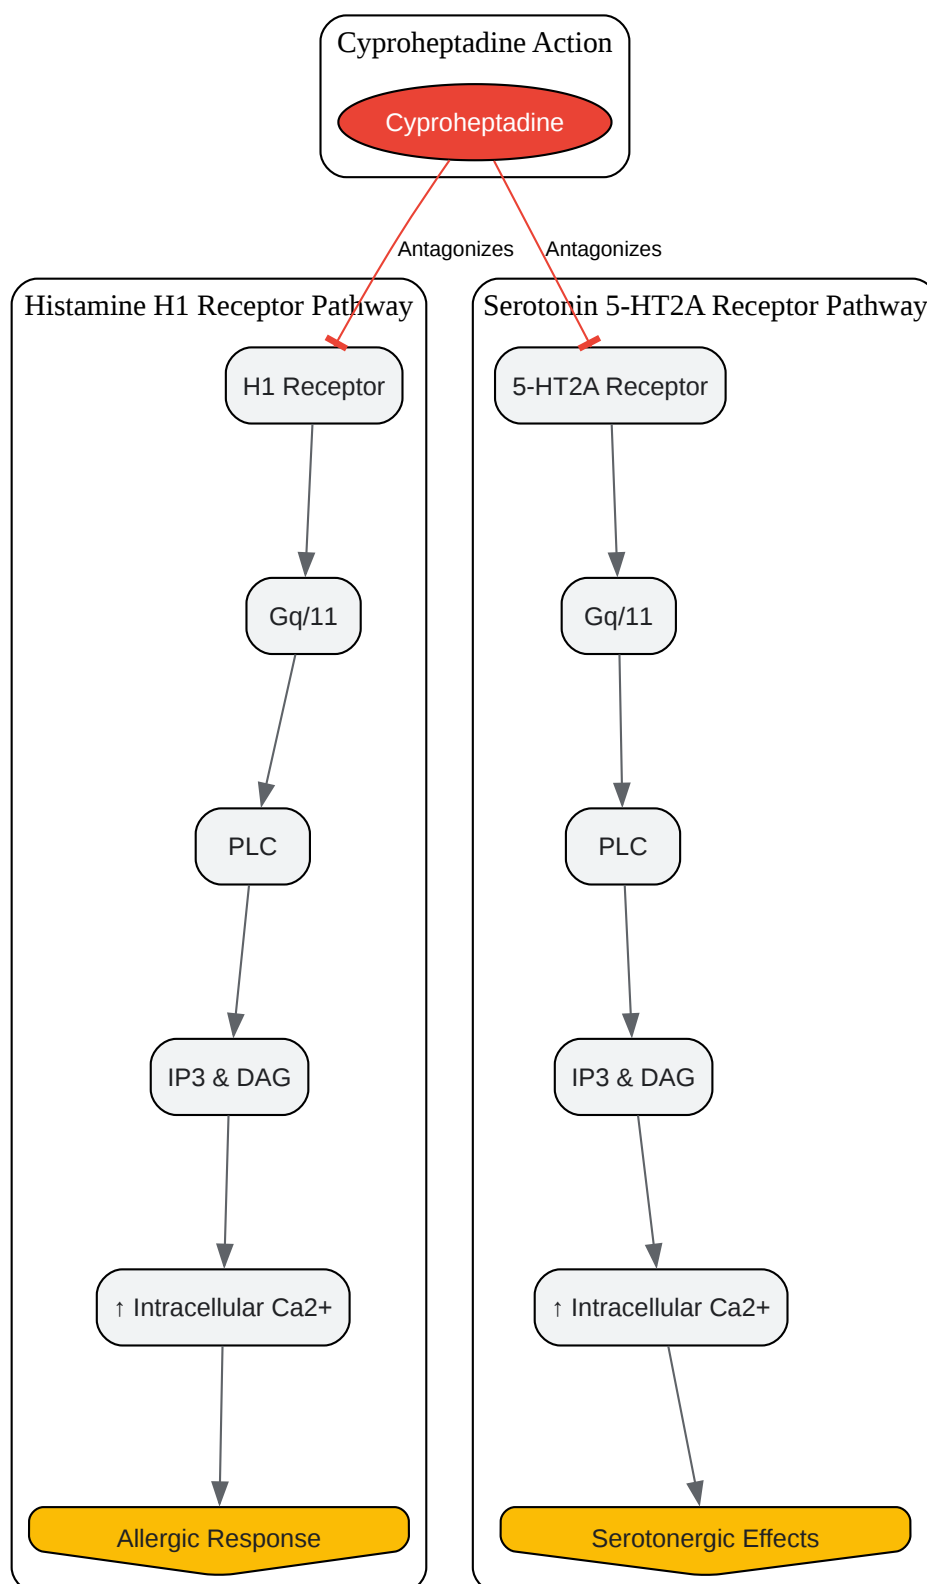 Cyproheptadine Action
Cyproheptadine
Antagonizes
Antagonizes
Histamine H1 Receptor Pathway
H1 Receptor
Gq/11
PLC
IP3 & DAG
↑ Intracellular Ca2+
Allergic Response
Serotonin 5-HT2A Receptor Pathway
5-HT2A Receptor
Gq/11
PLC
IP3 & DAG
↑ Intracellular Ca2+
Serotonergic Effects